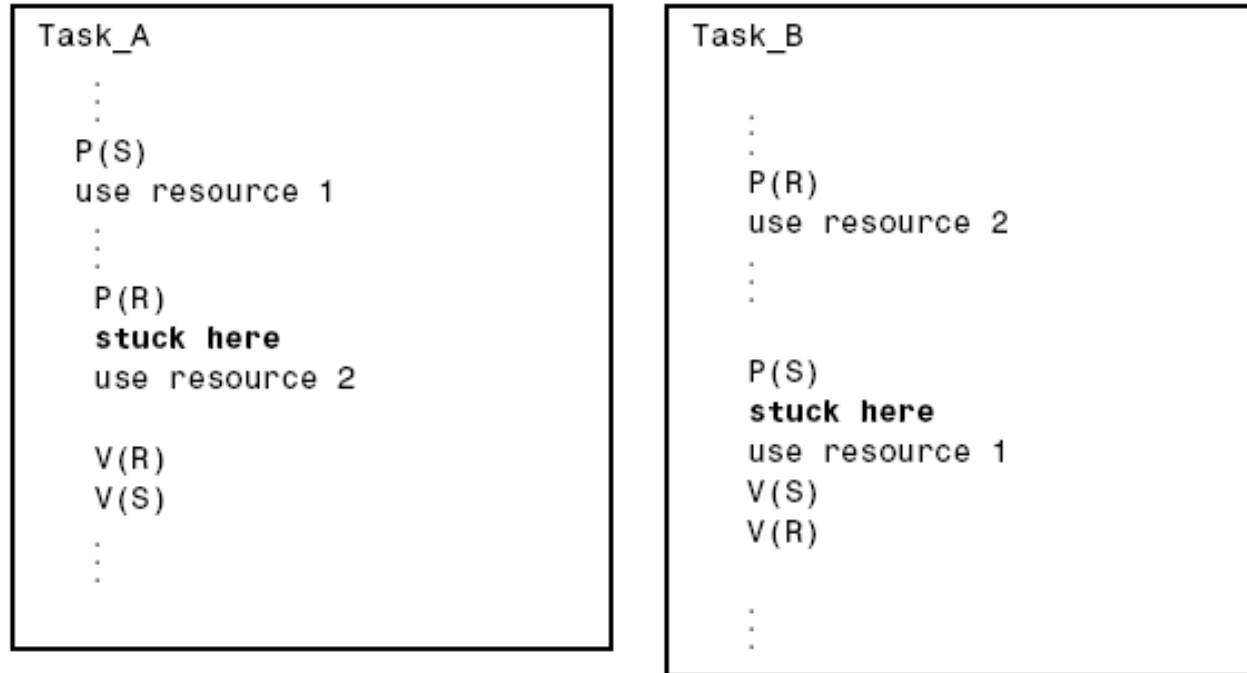 Task_A
P(S)
use resource 1
P(R)
stuck here
use resource 2
V(R)
V(S)
Task_B
P(R)
use resource 2
P(S)
stuck here
use resource 1
V(S)
V(R)